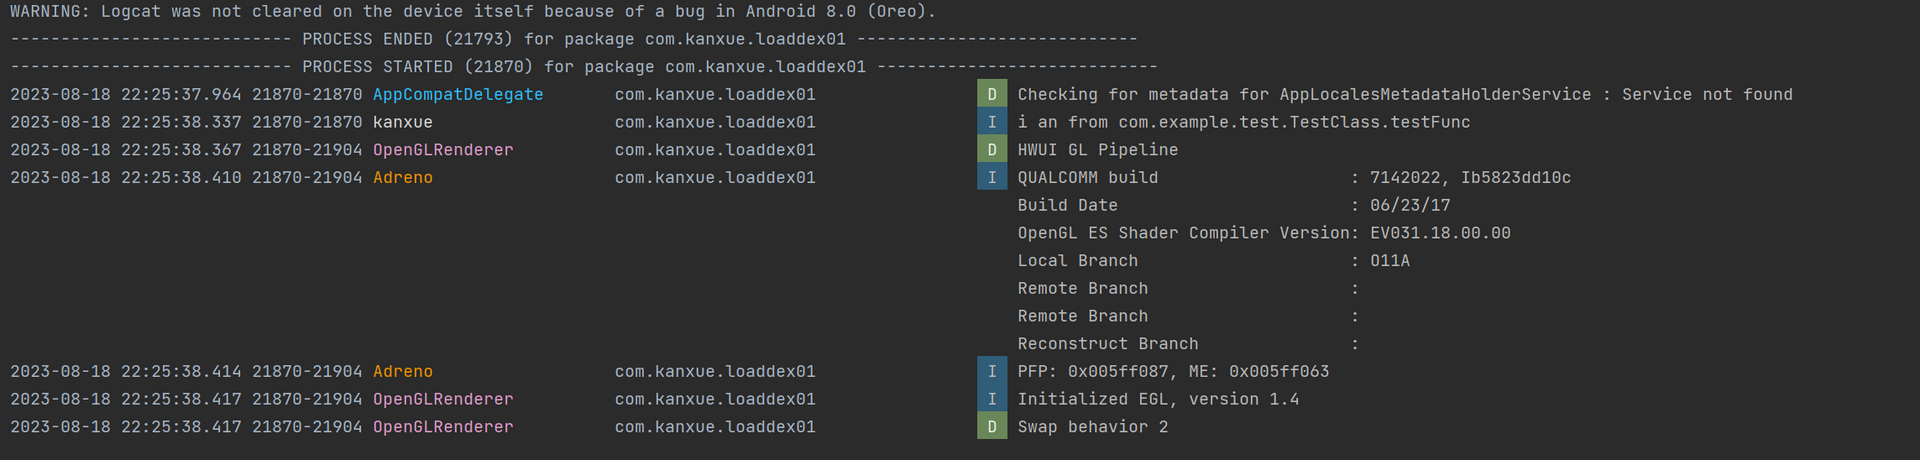 WARNING: Logcat was not cleared on the device itself because of a bug in Android 8.0 (Oreo).
---------------------------- PROCESS ENDED (21793) for package com.kanxue.loaddex01 ----------------------------
---------------------------- PROCESS STARTED (21870) for package com.kanxue.loaddex01 ----------------------------
2023-08-18 22:25:37.964 21870-21870 AppCompatDelegate       com.kanxue.loaddex01                D  Checking for metadata for AppLocalesMetadataHolderService : Service not found
2023-08-18 22:25:38.337 21870-21870 kanxue                  com.kanxue.loaddex01                I  i an from com.example.test.TestClass.testFunc
2023-08-18 22:25:38.367 21870-21904 OpenGLRenderer          com.kanxue.loaddex01                D  HWUI GL Pipeline
2023-08-18 22:25:38.410 21870-21904 Adreno                  com.kanxue.loaddex01                I  QUALCOMM build                   : 7142022, Ib5823dd10c
Build Date                       : 06/23/17
OpenGL ES Shader Compiler Version: EV031.18.00.00
Local Branch                     : O11A
Remote Branch                    :
Remote Branch                    :
Reconstruct Branch               :
2023-08-18 22:25:38.414 21870-21904 Adreno                  com.kanxue.loaddex01                I  PFP: 0x005ff087, ME: 0x005ff063
2023-08-18 22:25:38.417 21870-21904 OpenGLRenderer          com.kanxue.loaddex01                I  Initialized EGL, version 1.4
2023-08-18 22:25:38.417 21870-21904 OpenGLRenderer          com.kanxue.loaddex01                D  Swap behavior 2